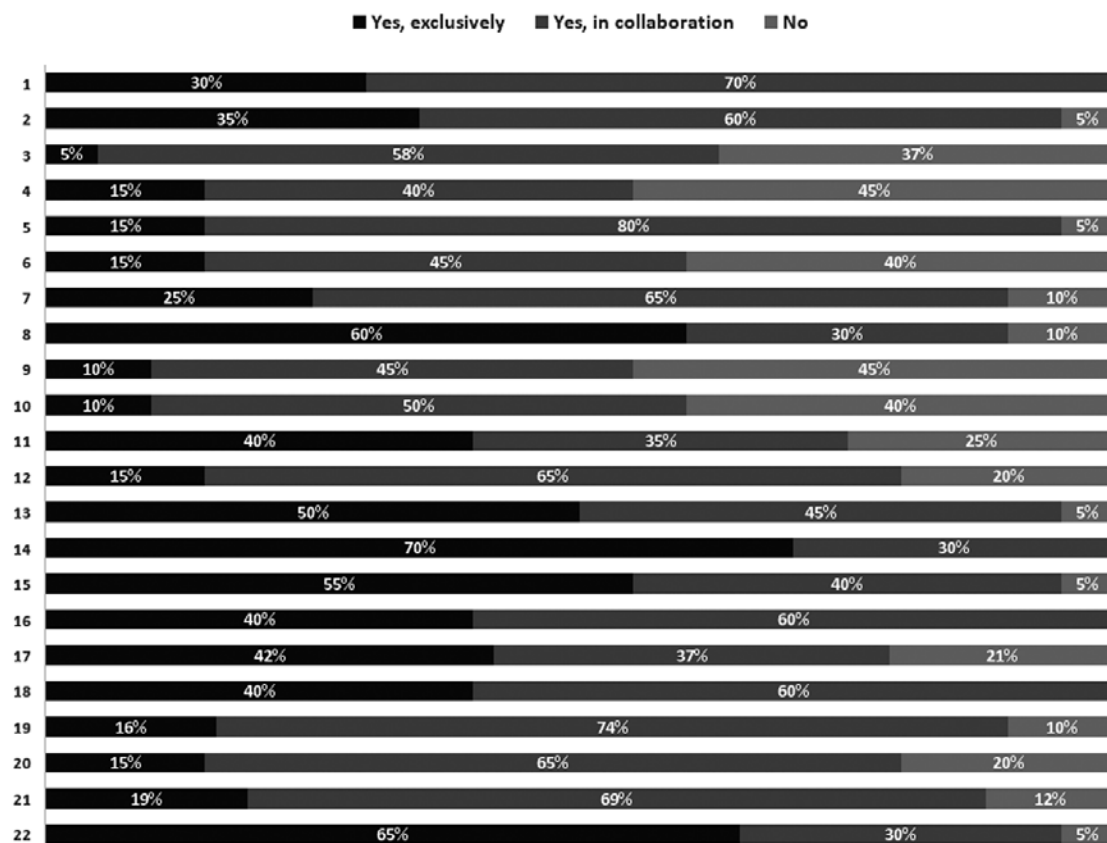 Yes, exclusively Yes, in collaboration No
1 30% 70%
2 35% 60% 5%
3 5% 58% 37%
4 15% 40% 45%
5 15% 80% 5%
6 15% 45% 40%
7 25% 65% 10%
8 60% 30% 10%
9 10% 45% 45%
10 10% 50% 40%
11 40% 35% 25%
12 15% 65% 20%
13 50% 45% 5%
14 70% 30%
15 55% 40% 5%
16 40% 60%
17 42% 37% 21%
18 40% 60%
19 16% 74% 10%
20 15% 65% 20%
21 19% 69% 12%
22 65% 30% 5%